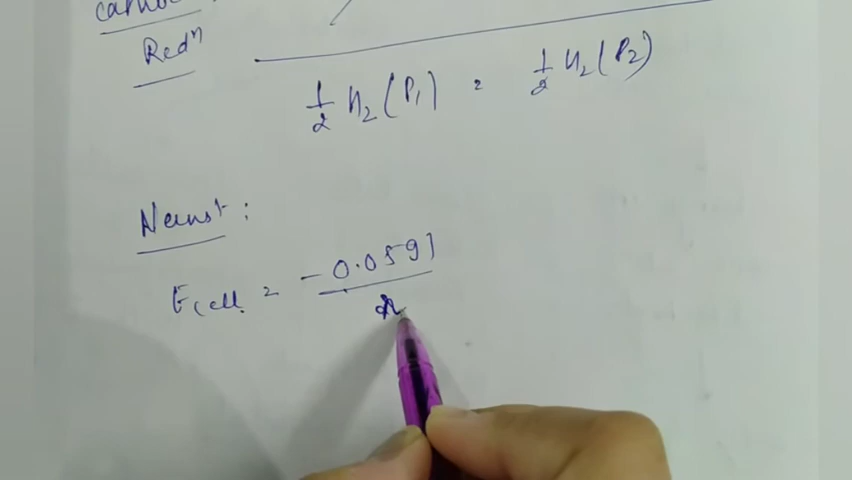 Redⁿ
1/2 H₂(P₁) = 1/2 H₂(P₂)
Nernst :
Ecell = -0.0591 /